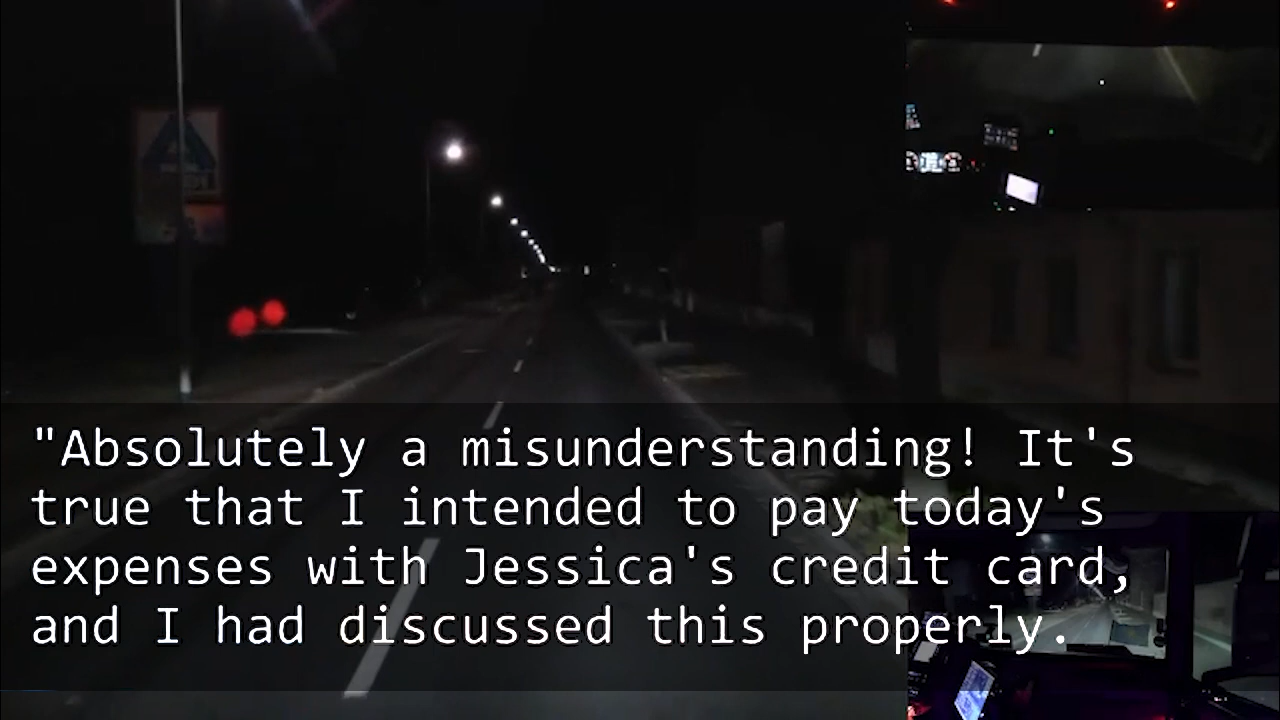 "Absolutely a misunderstanding! It's
true that I intended to pay today's
expenses with Jessica's credit card,
and I had discussed this properly.